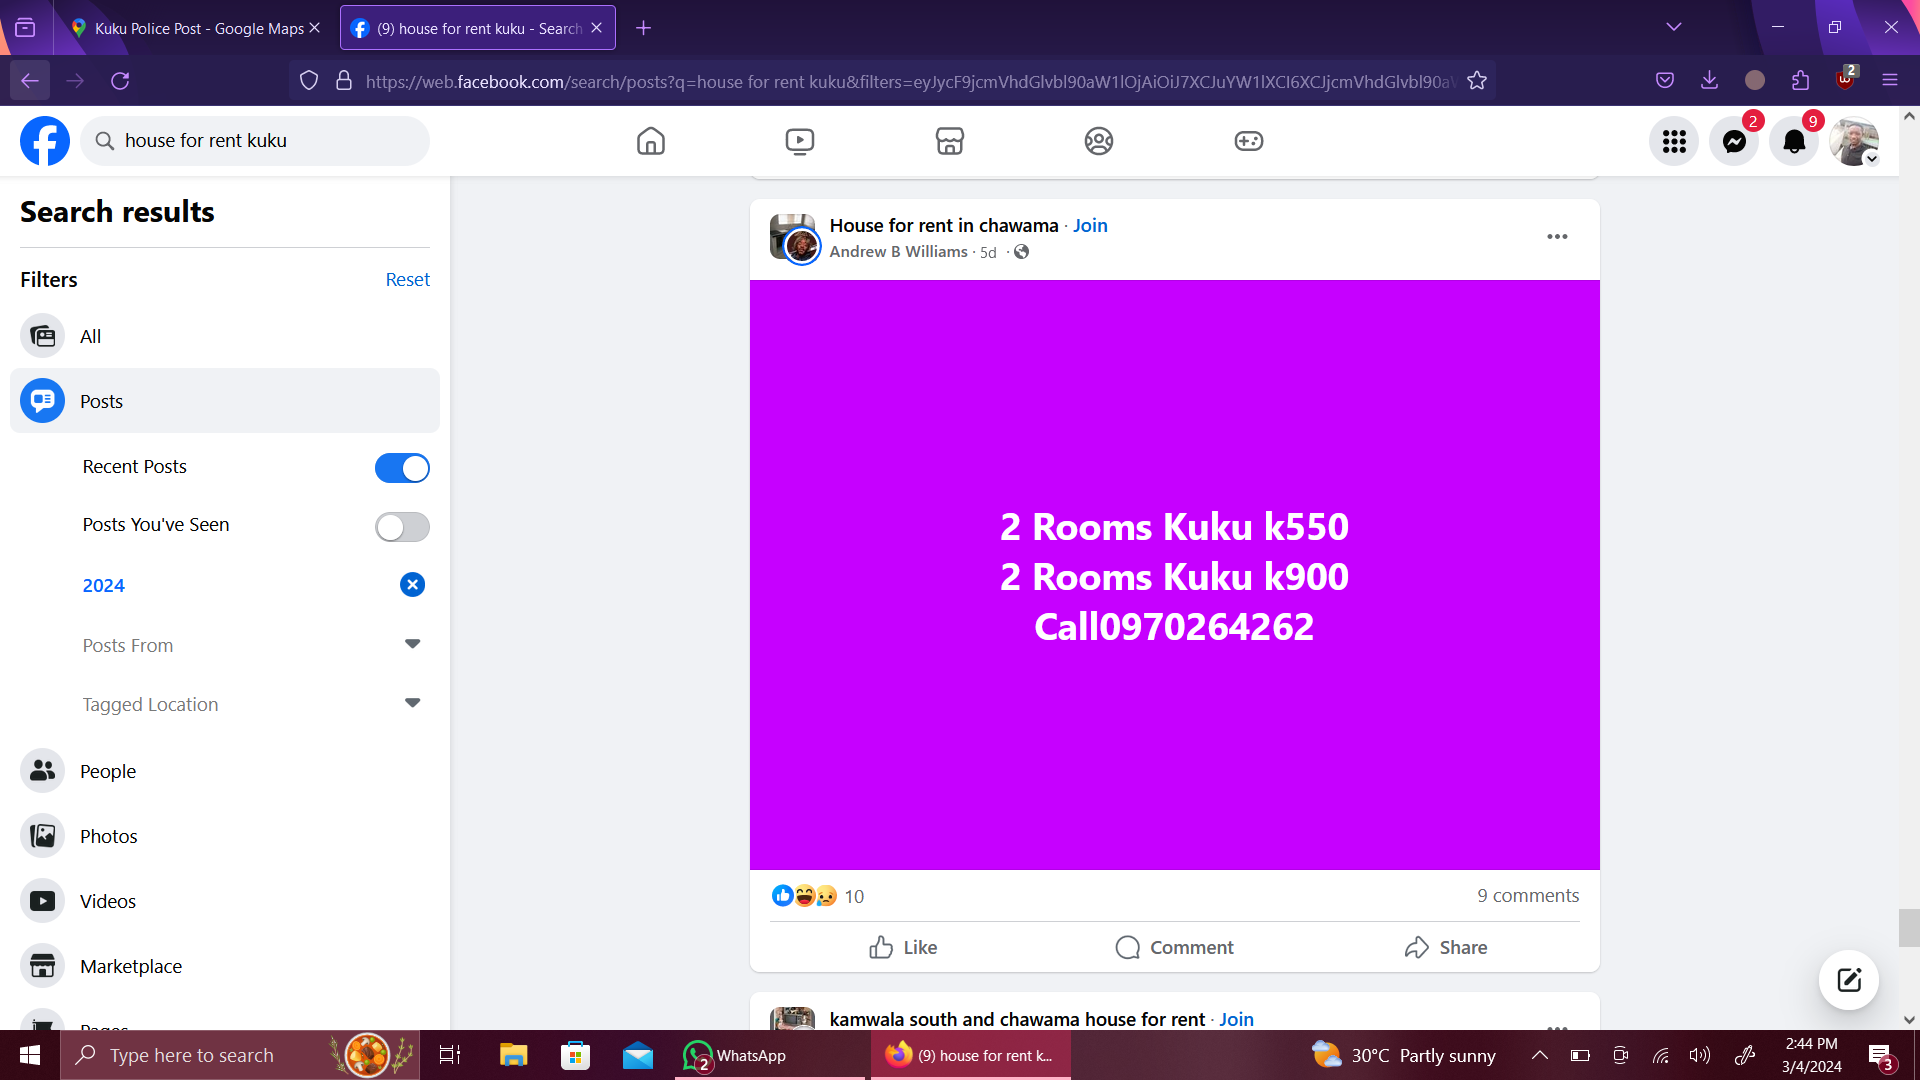 Kuku Police Post - Google Maps
(9) house for rent kuku - Search
https://web.facebook.com/search/posts?q=house for rent kuku&filters=eyJycF9jcmVhdGlvbl90aW1lOjAiOiJ7XCJuYW1lXCI6XCJjcmVhdGlvbl90a
2
house for rent kuku
2
9
Search results
Filters
Reset
All
Posts
Recent Posts
Posts You've Seen
2024
Posts From
Tagged Location
People
Photos
Videos
Marketplace
Pages
House for rent in chawama · Join
Andrew B Williams · 5d ·
2 Rooms Kuku k550
2 Rooms Kuku k900
Call0970264262
10
9 comments
Like
Comment
Share
kamwala south and chawama house for rent · Join
Type here to search
2
WhatsApp
(9) house for rent k...
30°C Partly sunny
2:44 PM
3/4/2024
3